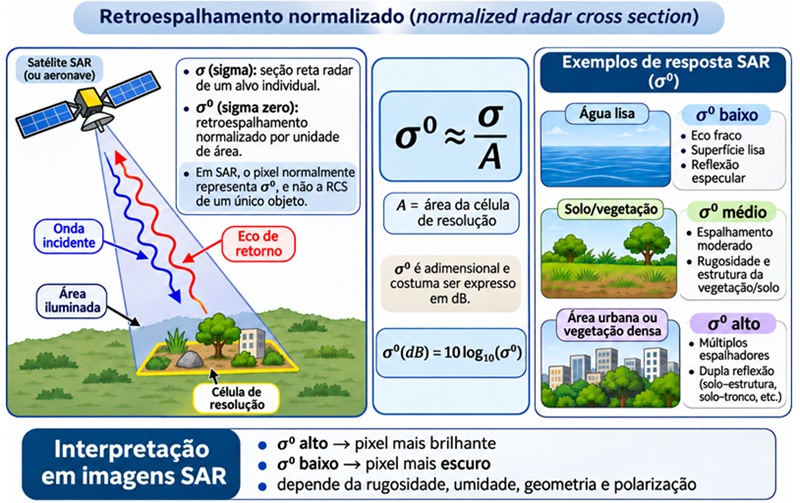 Retroespalhamento normalizado (normalized radar cross section)
Satélite SAR
(ou aeronave)
• σ (sigma): seção reta radar
de um alvo individual.
• σ⁰ (sigma zero):
retroespalhamento
normalizado por unidade
de área.
• Em SAR, o pixel normalmente
representa σ⁰, e não a RCS
de um único objeto.
Onda
incidente
Eco de
retorno
Área
iluminada
Célula de
resolução
σ⁰ ≈ σ/A
A = área da célula
de resolução
σ⁰ é adimensional e
costuma ser expresso
em dB.
σ⁰(dB) = 10 log₁₀(σ⁰)
Exemplos de resposta SAR
(σ⁰)
Água lisa
σ⁰ baixo
• Eco fraco
• Superfície lisa
• Reflexão
especular
Solo/vegetação
σ⁰ médio
• Espalhamento
moderado
• Rugosidade e
estrutura da
vegetação/solo
Área urbana ou
vegetação densa
σ⁰ alto
• Múltiplos
espalhadores
• Dupla reflexão
(solo–estrutura,
solo–tronco, etc.)
Interpretação
em imagens SAR
• σ⁰ alto → pixel mais brilhante
• σ⁰ baixo → pixel mais escuro
• depende da rugosidade, umidade, geometria e polarização